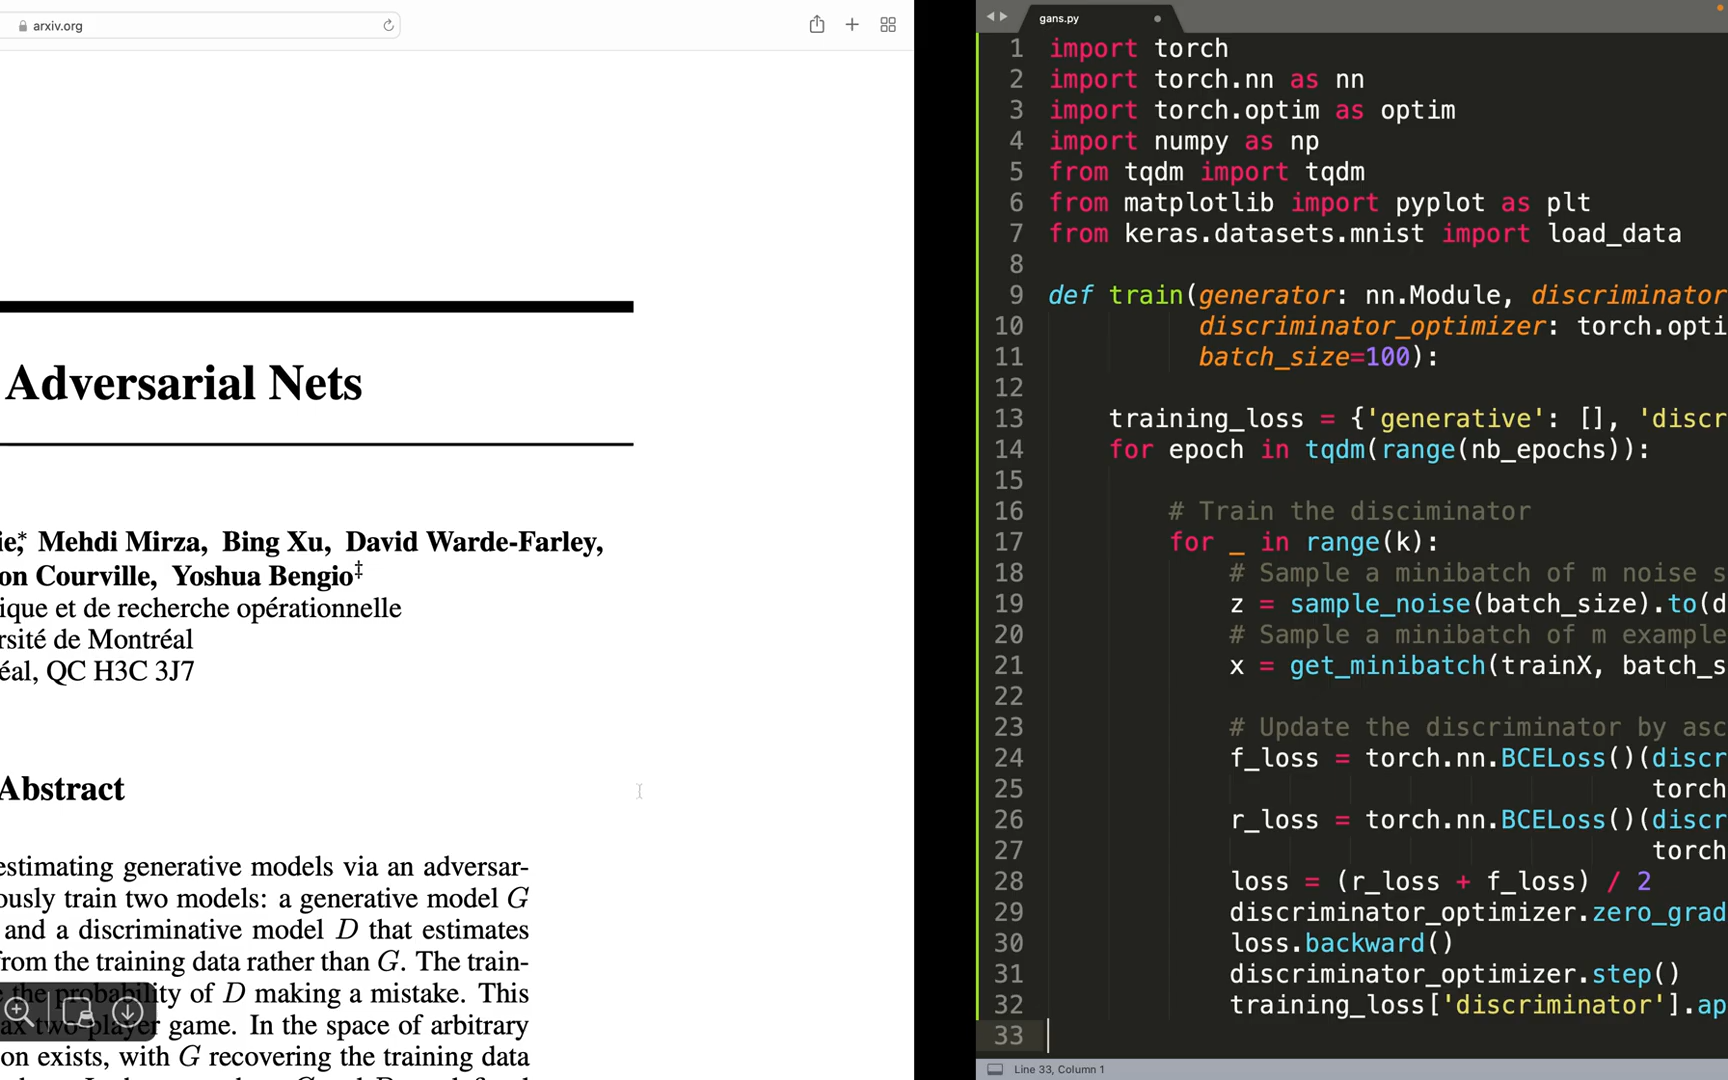 arxiv.org
Adversarial Nets
ie,* Mehdi Mirza, Bing Xu, David Warde-Farley,
on Courville, Yoshua Bengio‡
ique et de recherche opérationnelle
rsité de Montréal
éal, QC H3C 3J7
Abstract
estimating generative models via an adversar-
ously train two models: a generative model G
and a discriminative model D that estimates
from the training data rather than G. The train-
the probability of D making a mistake. This
ax two-player game. In the space of arbitrary
on exists, with G recovering the training data
gans.py
1 import torch
2 import torch.nn as nn
3 import torch.optim as optim
4 import numpy as np
5 from tqdm import tqdm
6 from matplotlib import pyplot as plt
7 from keras.datasets.mnist import load_data
8
9 def train(generator: nn.Module, discriminator
10 discriminator_optimizer: torch.opti
11 batch_size=100):
12
13 training_loss = {'generative': [], 'discr
14 for epoch in tqdm(range(nb_epochs)):
15
16 # Train the disciminator
17 for _ in range(k):
18 # Sample a minibatch of m noise s
19 z = sample_noise(batch_size).to(d
20 # Sample a minibatch of m example
21 x = get_minibatch(trainX, batch_s
22
23 # Update the discriminator by asc
24 f_loss = torch.nn.BCELoss()(discr
25 torch
26 r_loss = torch.nn.BCELoss()(discr
27 torch
28 loss = (r_loss + f_loss) / 2
29 discriminator_optimizer.zero_grad
30 loss.backward()
31 discriminator_optimizer.step()
32 training_loss['discriminator'].ap
33
Line 33, Column 1